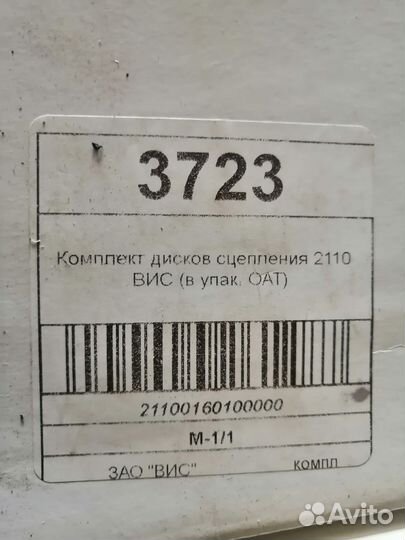 3723
Комплект дисков сцепления 2110
ВИС (в упак. ОАТ)
21100160100000
М-1/1
ЗАО "ВИС" компл
Avito